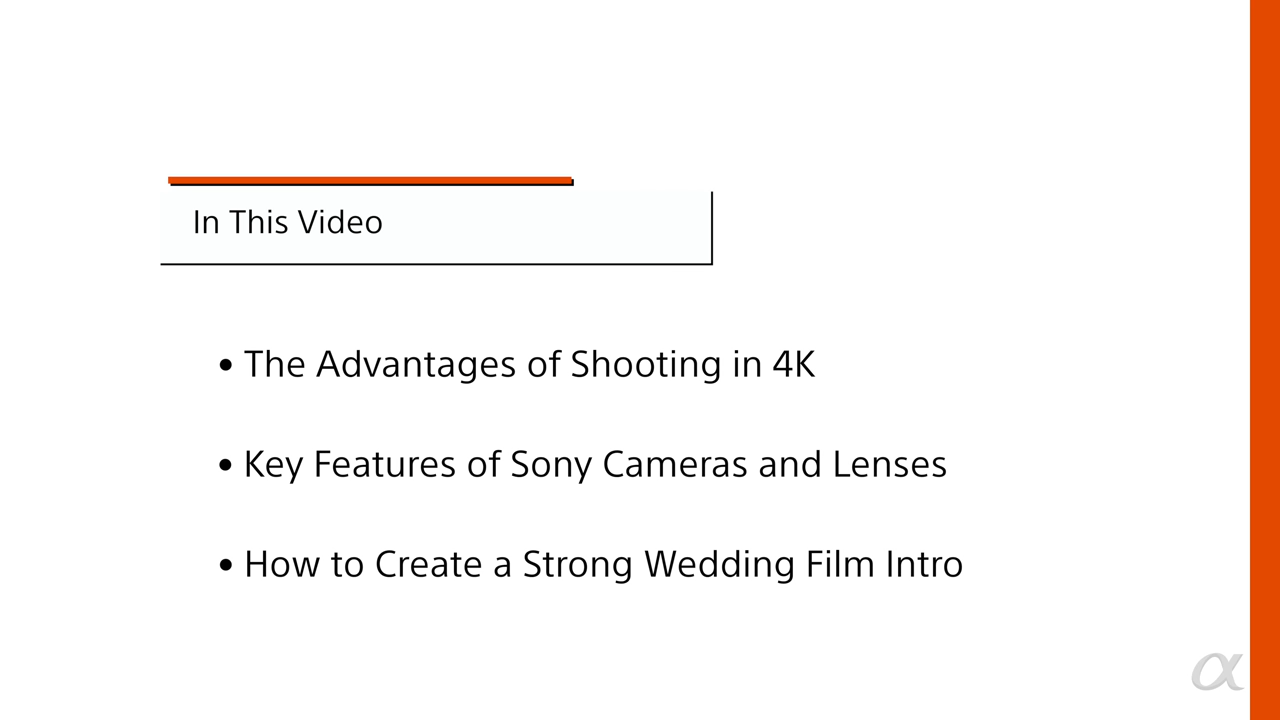 In This Video
• The Advantages of Shooting in 4K
• Key Features of Sony Cameras and Lenses
• How to Create a Strong Wedding Film Intro
α